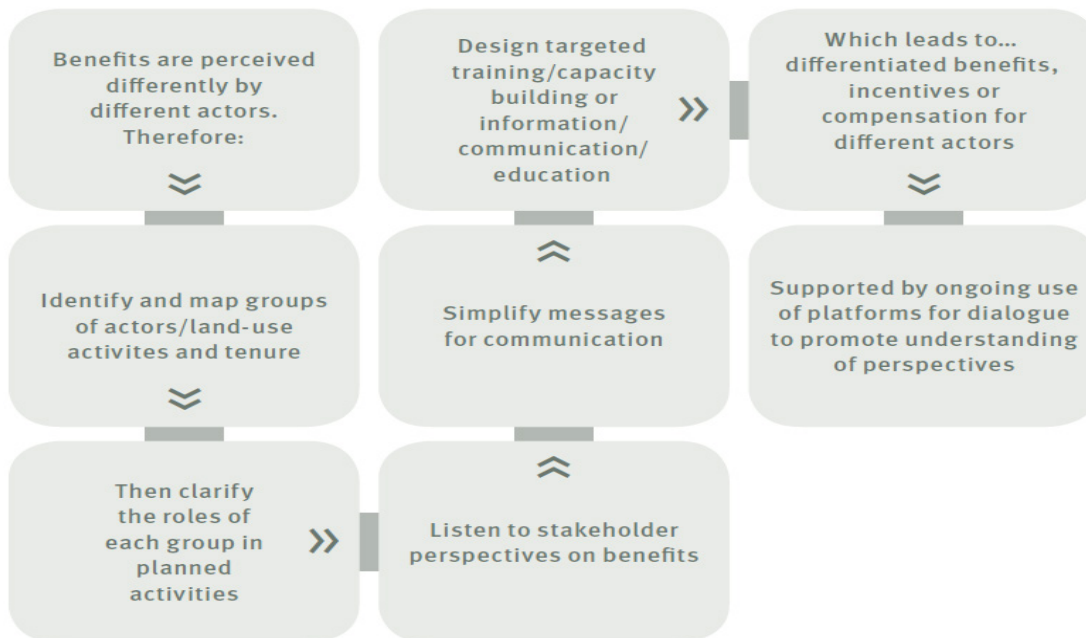 Benefits are perceived
differently by
different actors.
Therefore:
Identify and map groups
of actors/land-use
activites and tenure
Then clarify
the roles of
each group in
planned
activities
Listen to stakeholder
perspectives on benefits
Simplify messages
for communication
Design targeted
training/capacity
building or
information/
communication/
education
Which leads to...
differentiated benefits,
incentives or
compensation for
different actors
Supported by ongoing use
of platforms for dialogue
to promote understanding
of perspectives